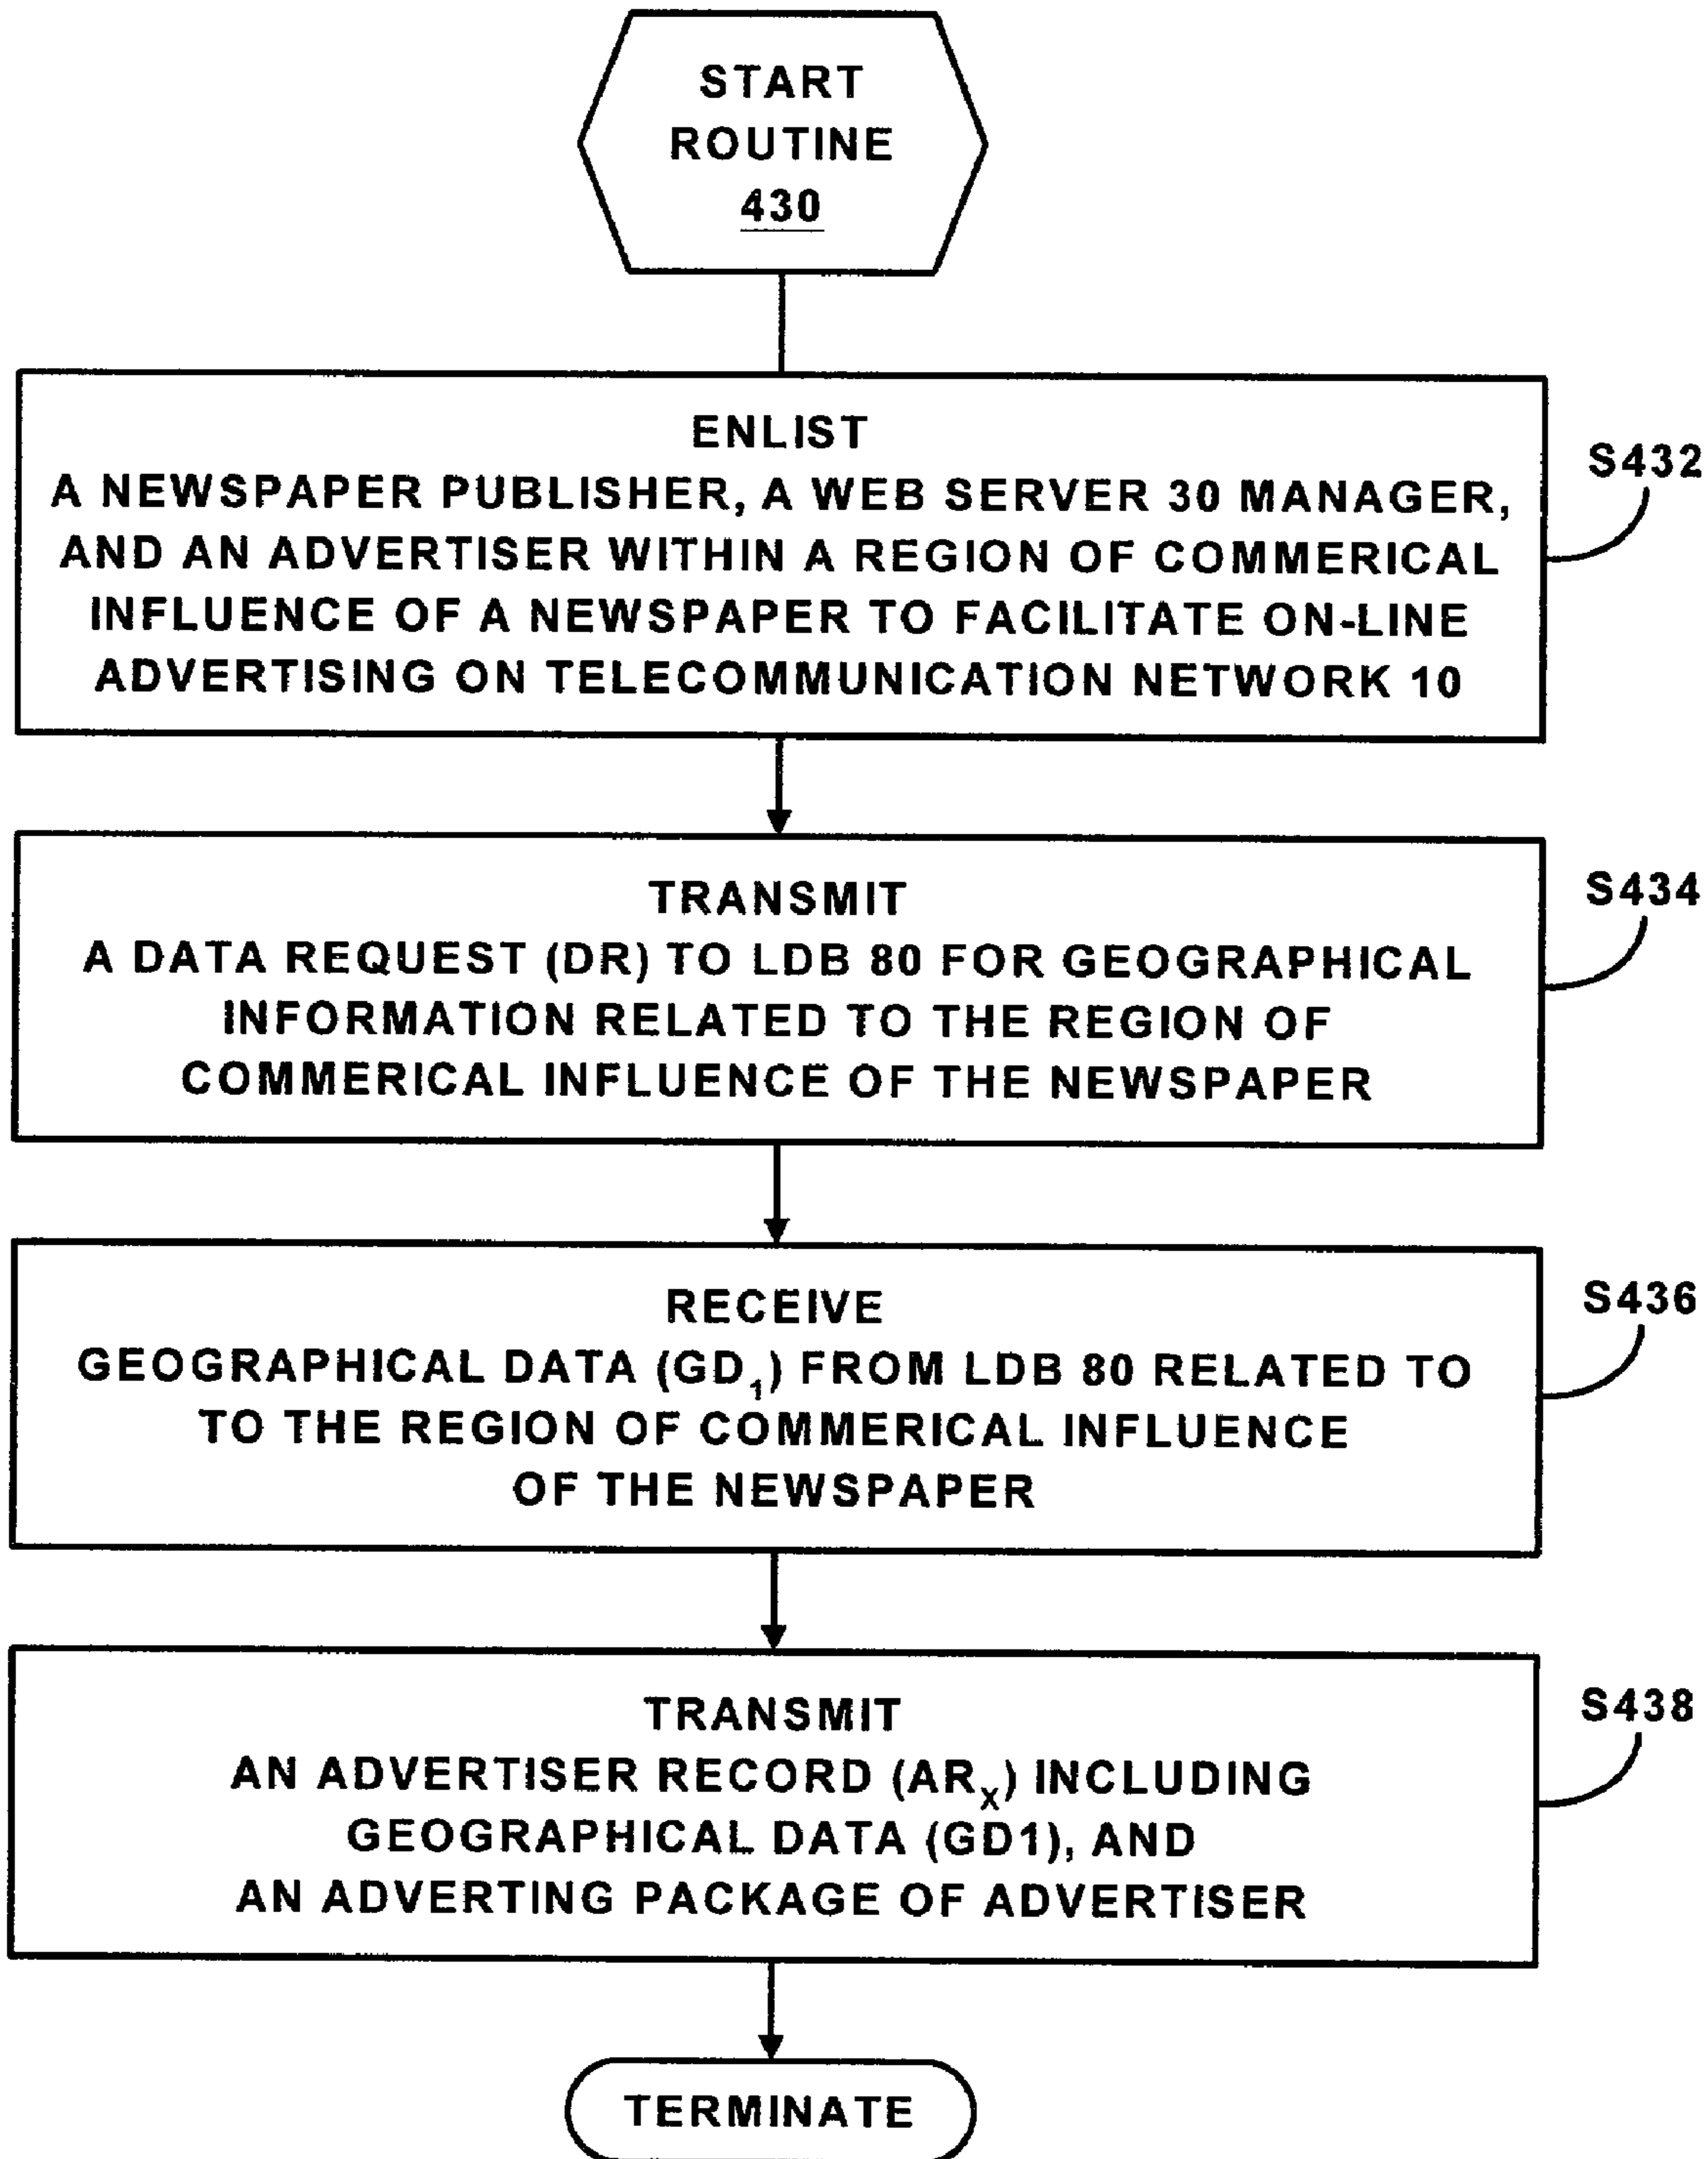 START
ROUTINE
430
ENLIST
A NEWSPAPER PUBLISHER, A WEB SERVER 30 MANAGER,
AND AN ADVERTISER WITHIN A REGION OF COMMERICAL
INFLUENCE OF A NEWSPAPER TO FACILITATE ON-LINE
ADVERTISING ON TELECOMMUNICATION NETWORK 10
S432
TRANSMIT
A DATA REQUEST (DR) TO LDB 80 FOR GEOGRAPHICAL
INFORMATION RELATED TO THE REGION OF
COMMERICAL INFLUENCE OF THE NEWSPAPER
S434
RECEIVE
GEOGRAPHICAL DATA (GD₁) FROM LDB 80 RELATED TO
TO THE REGION OF COMMERICAL INFLUENCE
OF THE NEWSPAPER
S436
TRANSMIT
AN ADVERTISER RECORD (ARₓ) INCLUDING
GEOGRAPHICAL DATA (GD1), AND
AN ADVERTING PACKAGE OF ADVERTISER
S438
TERMINATE